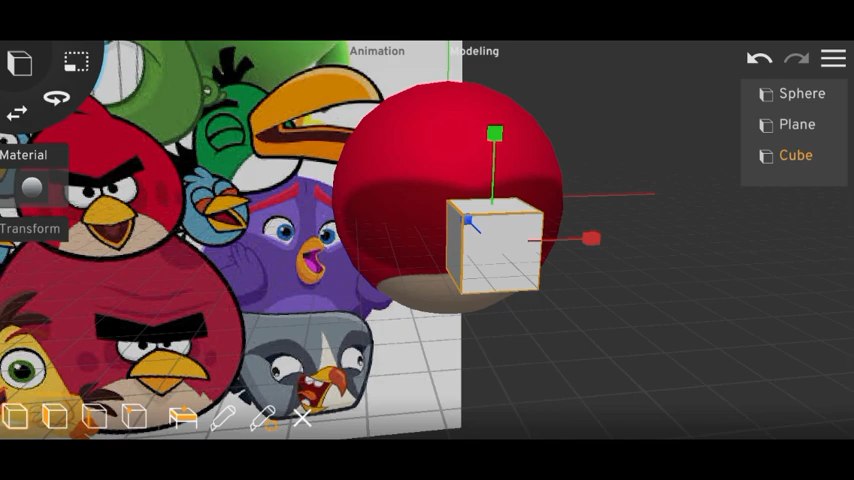 Animation
Modeling
Sphere
Plane
Cube
Material
Transform